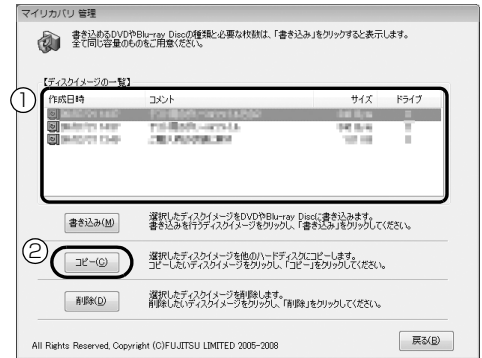 マイリカバリ 管理
書き込めるDVDやBlu-ray Discの種類と必要な枚数は、「書き込み」をクリックすると表示します。
全て同じ容量のものをご用意ください。
【ディスクイメージの一覧】
①
作成日時 コメント サイズ ドライブ
書き込み(M)
選択したディスクイメージをDVDやBlu-ray Discに書き込みます。
書き込みを行うディスクイメージをクリックし、「書き込み」をクリックしてください。
②
コピー(C)
選択したディスクイメージを他のハードディスクにコピーします。
コピーしたいディスクイメージをクリックし、「コピー」をクリックしてください。
削除(D)
選択したディスクイメージを削除します。
削除したいディスクイメージをクリックし、「削除」をクリックしてください。
All Rights Reserved, Copyright (C)FUJITSU LIMITED 2005-2008
戻る(B)